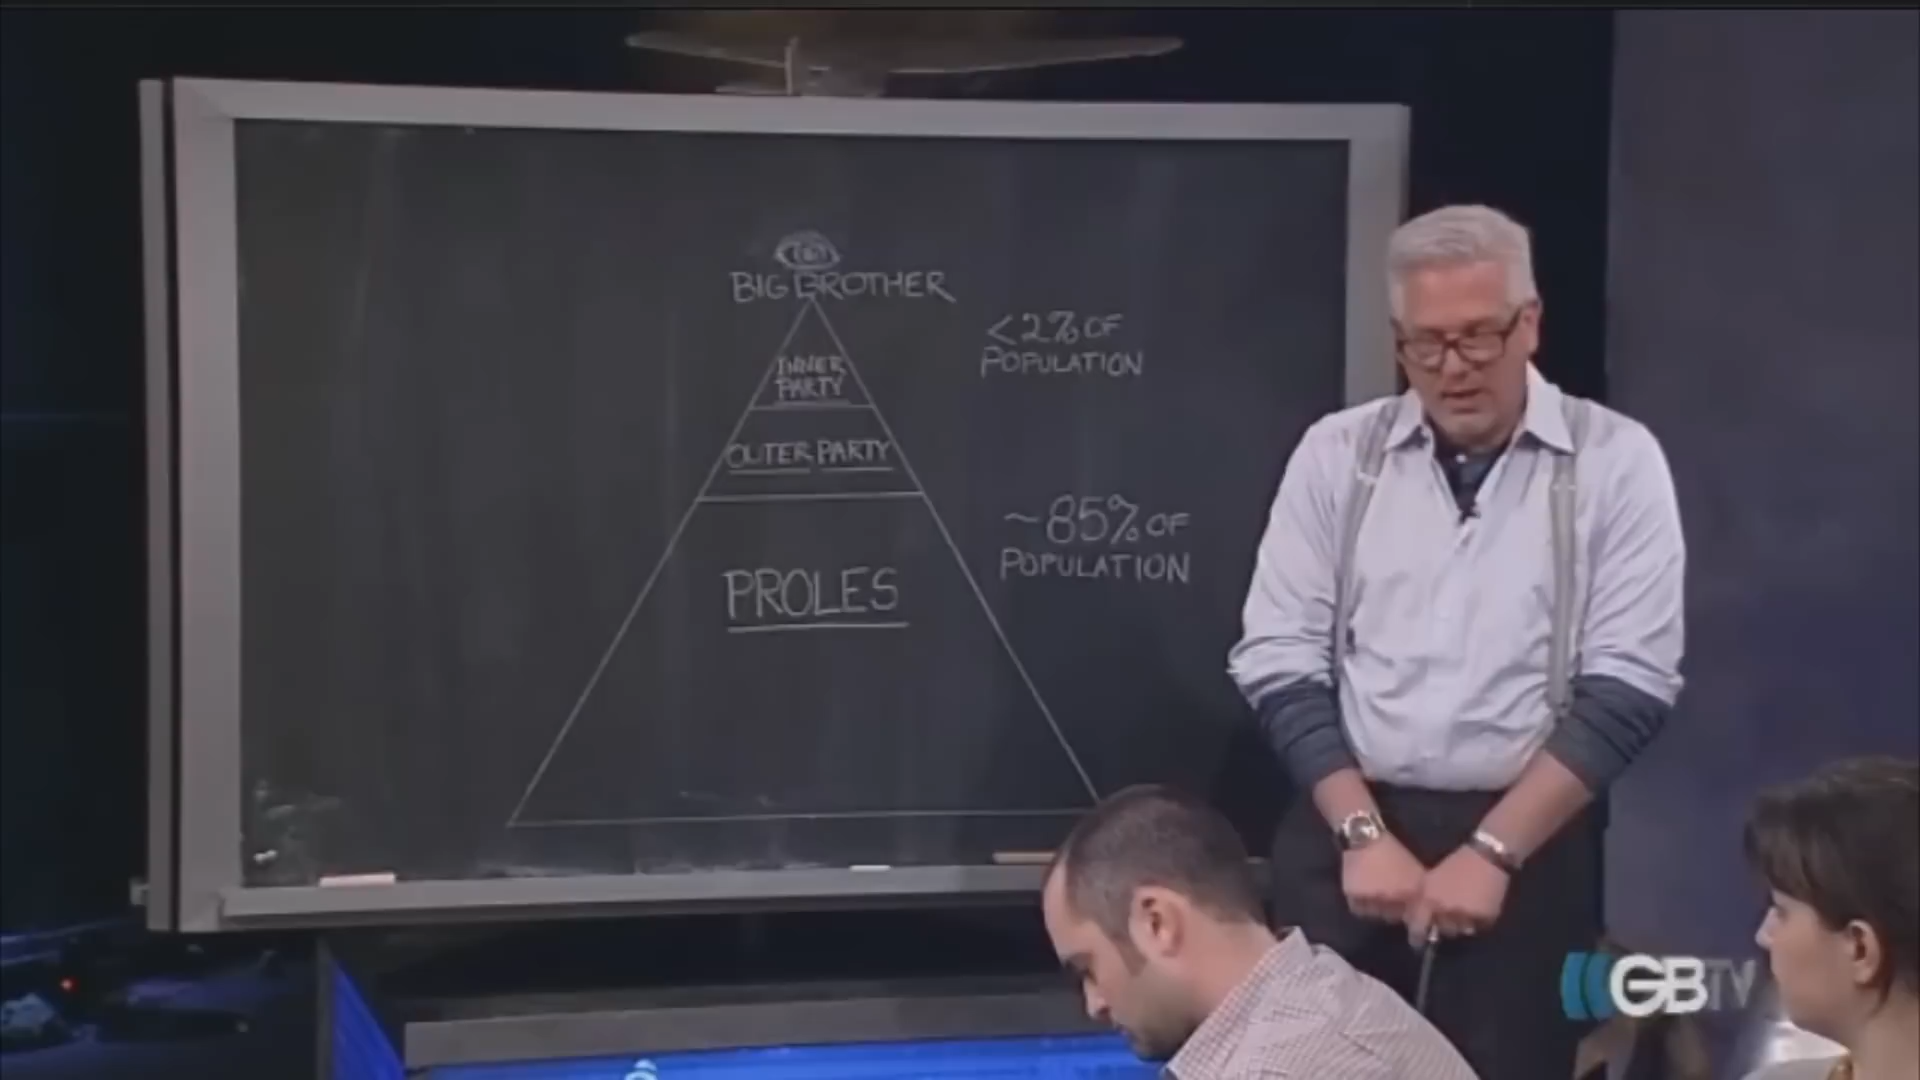 BIG BROTHER
<2% OF
POPULATION
INNER
PARTY
OUTER PARTY
~85% OF
POPULATION
PROLES
GBTV